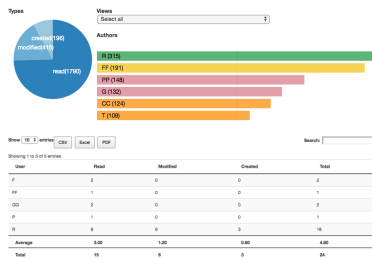 Types
Views
Select all
created(196)
read(1790)
Authors
R (315)
FF (191)
PP (148)
G (132)
CC (124)
T (109)
Show 10 entries
CSV
Excel
PDF
Search:
Showing 1 to 5 of 5 entries
User Read Modified Created Total
F 2 0 0 2
1 0 0 1
GG 2 0 0 2
P 1 0 0 1
R 9 6 3 18
Average 3.00 1.20 0.60 4.80
Total 15 6 3 24